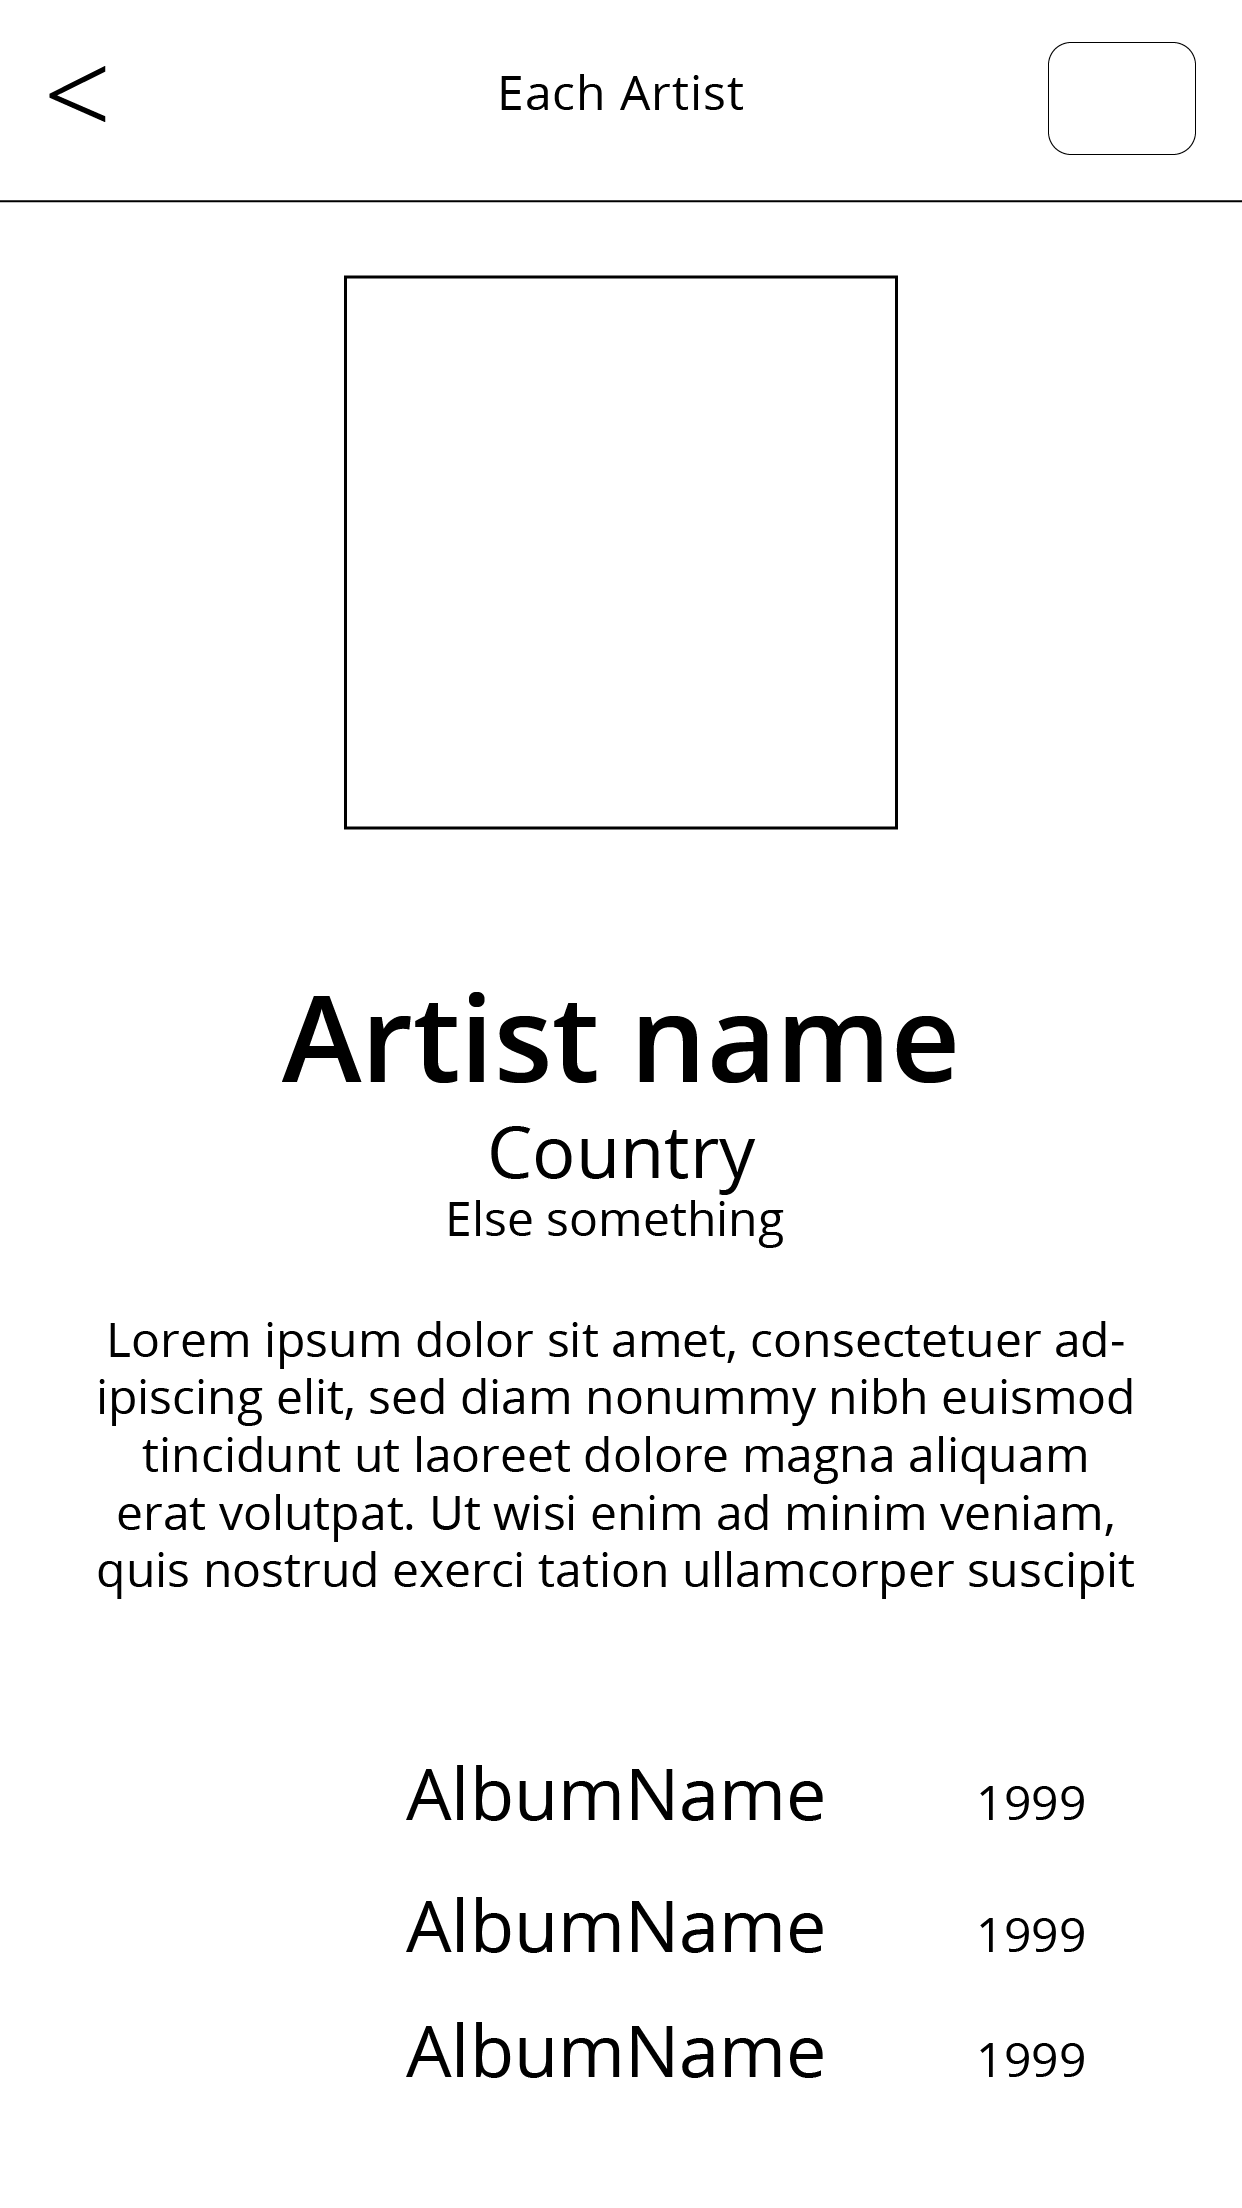 <
Each Artist
Artist name
Country
Else something
Lorem ipsum dolor sit amet, consectetuer ad-
ipiscing elit, sed diam nonummy nibh euismod
tincidunt ut laoreet dolore magna aliquam
erat volutpat. Ut wisi enim ad minim veniam,
quis nostrud exerci tation ullamcorper suscipit
AlbumName 1999
AlbumName 1999
AlbumName 1999